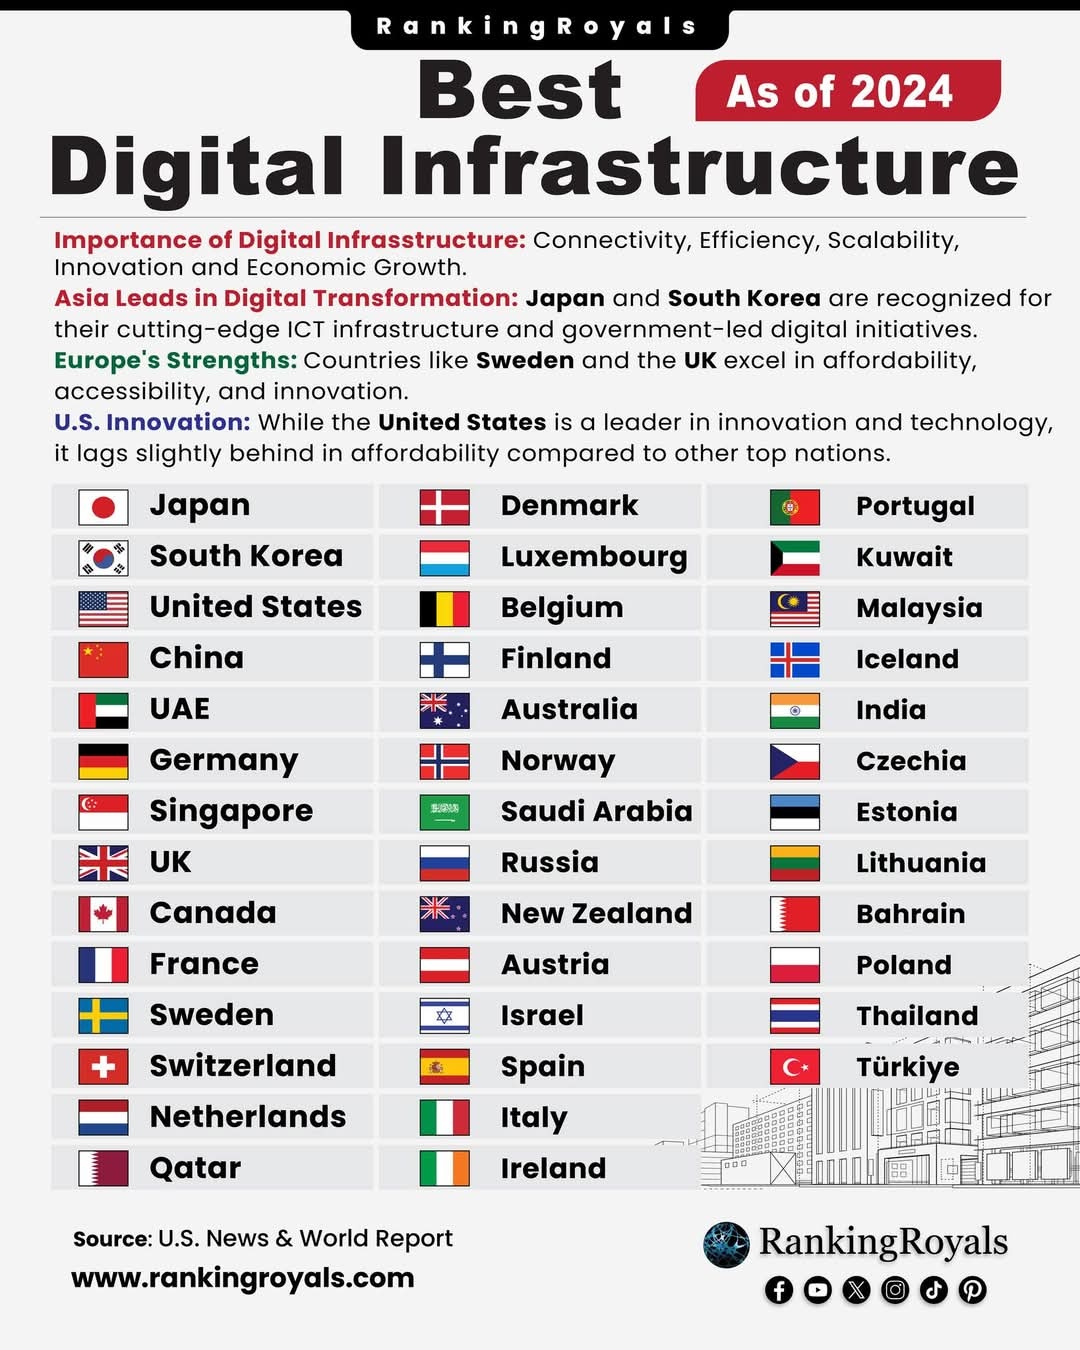 RankingRoyals
Best
As of 2024
Digital Infrastructure
Importance of Digital Infrasstructure: Connectivity, Efficiency, Scalability,
Innovation and Economic Growth.
Asia Leads in Digital Transformation: Japan and South Korea are recognized for
their cutting-edge ICT infrastructure and government-led digital initiatives.
Europe's Strengths: Countries like Sweden and the UK excel in affordability,
accessibility, and innovation.
U.S. Innovation: While the United States is a leader in innovation and technology,
it lags slightly behind in affordability compared to other top nations.
Japan
South Korea
United States
China
UAE
Germany
Singapore
UK
Canada
France
Sweden
Switzerland
Netherlands
Qatar
Denmark
Luxembourg
Belgium
Finland
Australia
Norway
Saudi Arabia
Russia
New Zealand
Austria
Israel
Spain
Italy
Ireland
Portugal
Kuwait
Malaysia
Iceland
India
Czechia
Estonia
Lithuania
Bahrain
Poland
Thailand
Türkiye
Source: U.S. News & World Report
www.rankingroyals.com
RankingRoyals